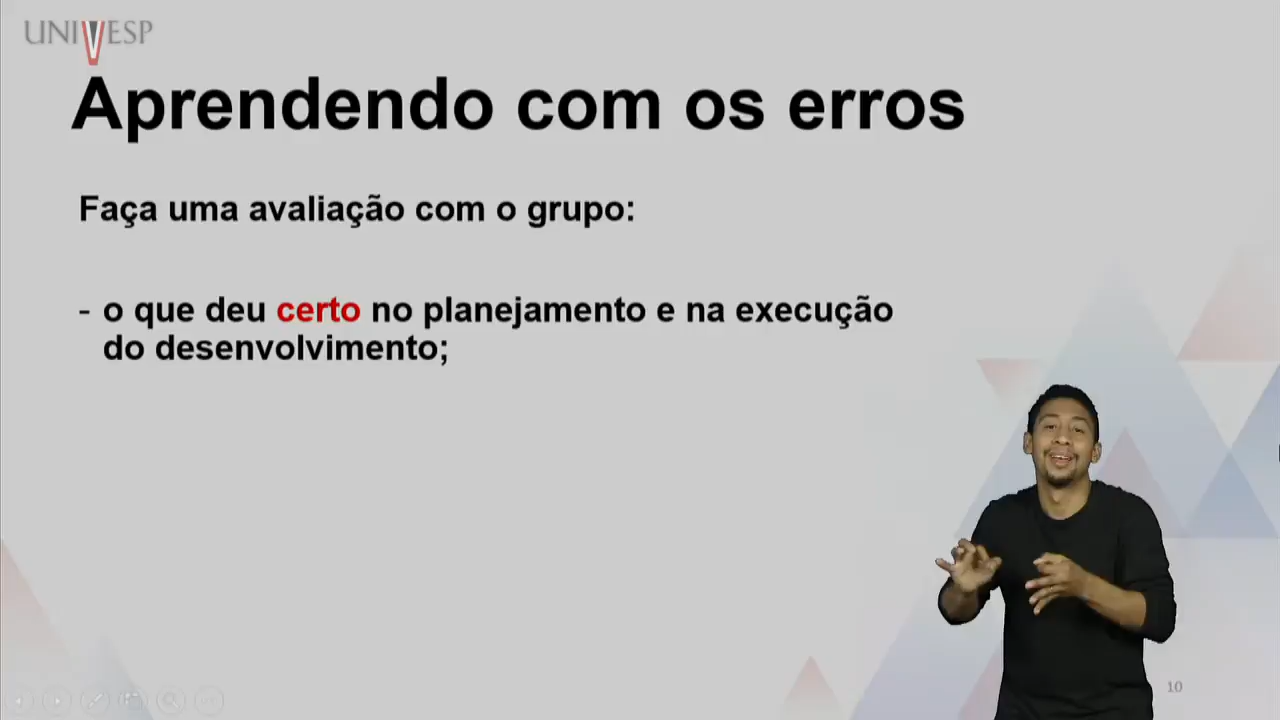 UNIVESP
Aprendendo com os erros
Faça uma avaliação com o grupo:
- o que deu certo no planejamento e na execução
do desenvolvimento;
10